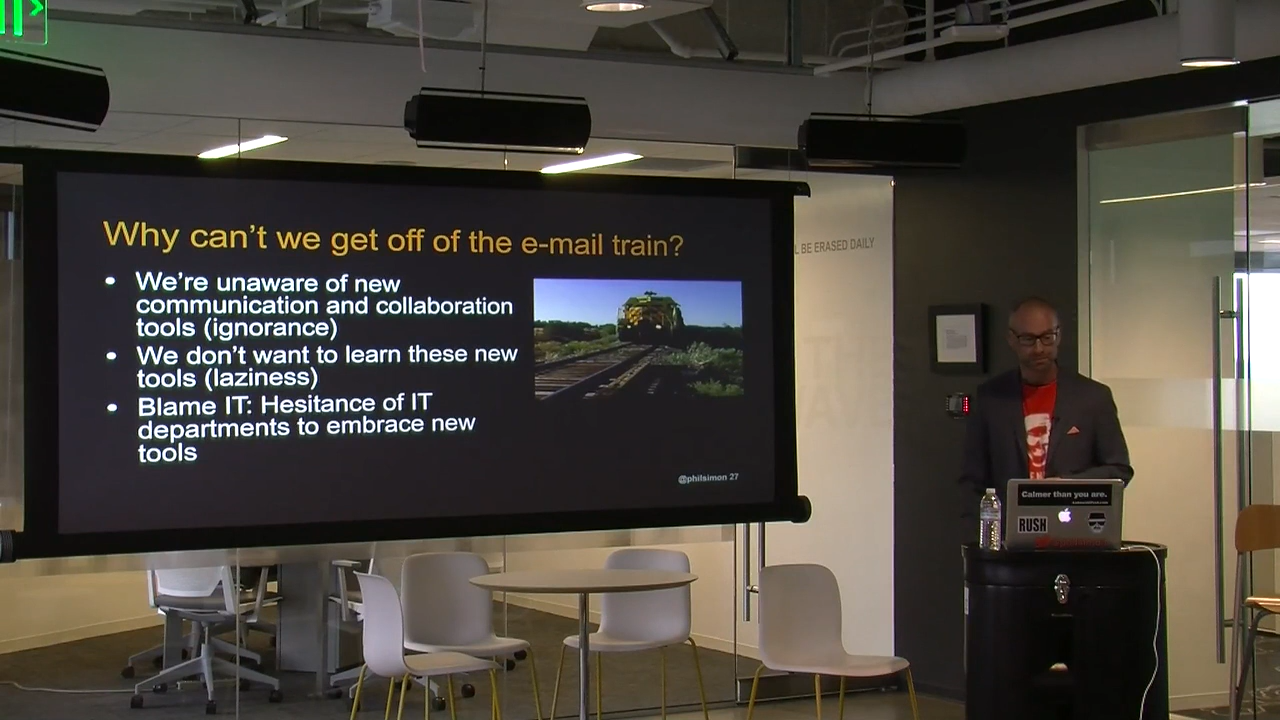 Why can't we get off of the e-mail train?
• We're unaware of new
communication and collaboration
tools (ignorance)
• We don't want to learn these new
tools (laziness)
• Blame IT: Hesitance of IT
departments to embrace new
tools
@philsimon 27
BE ERASED DAILY
Calmer than you are.
RUSH